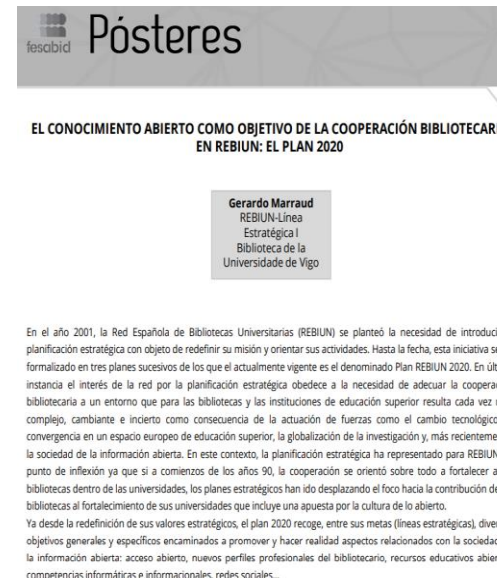 fesabid
Pósteres
EL CONOCIMIENTO ABIERTO COMO OBJETIVO DE LA COOPERACIÓN BIBLIOTECARI
EN REBIUN: EL PLAN 2020
Gerardo Marraud
REBIUN-Línea
Estratégica I
Biblioteca de la
Universidade de Vigo
En el año 2001, la Red Española de Bibliotecas Universitarias (REBIUN) se planteó la necesidad de introduci
planificación estratégica con objeto de redefinir su misión y orientar sus actividades. Hasta la fecha, esta iniciativa se
formalizado en tres planes sucesivos de los que el actualmente vigente es el denominado Plan REBIUN 2020. En últ
instancia el interés de la red por la planificación estratégica obedece a la necesidad de adecuar la coopera
bibliotecaria a un entorno que para las bibliotecas y las instituciones de educación superior resulta cada vez
complejo, cambiante e incierto como consecuencia de la actuación de fuerzas como el cambio tecnológico
convergencia en un espacio europeo de educación superior, la globalización de la investigación y, más recienteme
la sociedad de la información abierta. En este contexto, la planificación estratégica ha representado para REBIUN
punto de inflexión ya que si a comienzos de los años 90, la cooperación se orientó sobre todo a fortalecer a
bibliotecas dentro de las universidades, los planes estratégicos han ido desplazando el foco hacia la contribución de
bibliotecas al fortalecimiento de sus universidades que incluye una apuesta por la cultura de lo abierto.
Ya desde la redefinición de sus valores estratégicos, el plan 2020 recoge, entre sus metas (líneas estratégicas), diver
objetivos generales y específicos encaminados a promover y hacer realidad aspectos relacionados con la sociedad
la información abierta: acceso abierto, nuevos perfiles profesionales del bibliotecario, recursos educativos abier
competencias informáticas e informacionales, redes sociales...